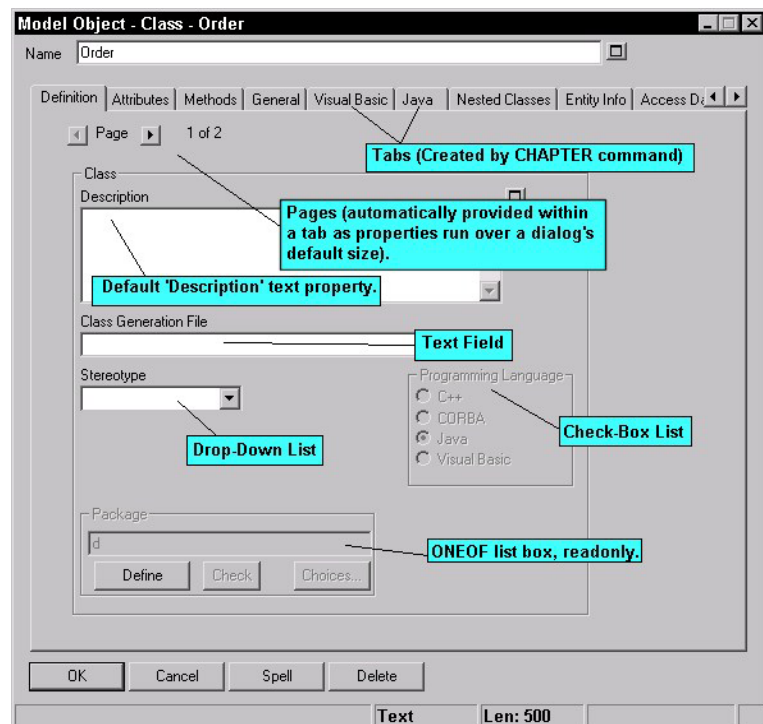 Model Object - Class - Order
Name Order
Definition Attributes Methods General Visual Basic Java Nested Classes Entity Info Access Da
Page 1 of 2
Tabs (Created by CHAPTER command)
Class
Description
Pages (automatically provided within
a tab as properties run over a dialog's
default size).
Default 'Description' text property.
Class Generation File
Text Field
Stereotype
Programming Language
C++
CORBA
Java
Visual Basic
Check-Box List
Drop-Down List
Package
d
ONEOF list box, readonly.
Define Check Choices...
OK Cancel Spell Delete
Text Len: 500